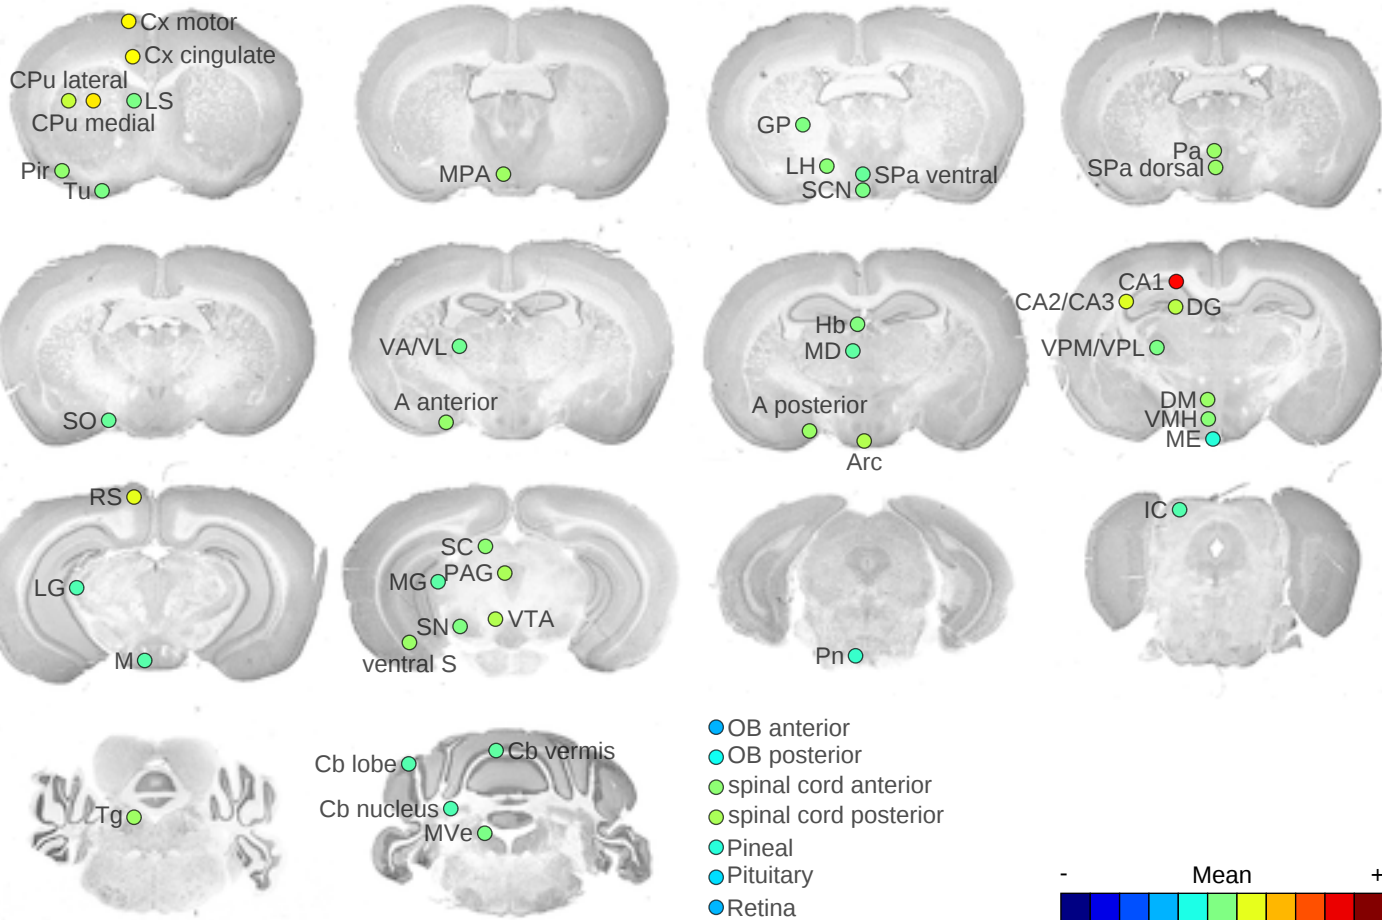 Cx motor
Cx cingulate
CPu lateral
LS
CPu medial
Pir
Tu
MPA
GP
LH
SPa ventral
SCN
Pa
SPa dorsal
SO
VA/VL
A anterior
Hb
MD
A posterior
Arc
CA1
CA2/CA3
DG
VPM/VPL
DM
VMH
ME
RS
LG
M
SC
MG
PAG
SN
VTA
ventral S
Pn
IC
Tg
Cb lobe
Cb vermis
Cb nucleus
MVe
OB anterior
OB posterior
spinal cord anterior
spinal cord posterior
Pineal
Pituitary
Retina
- Mean +